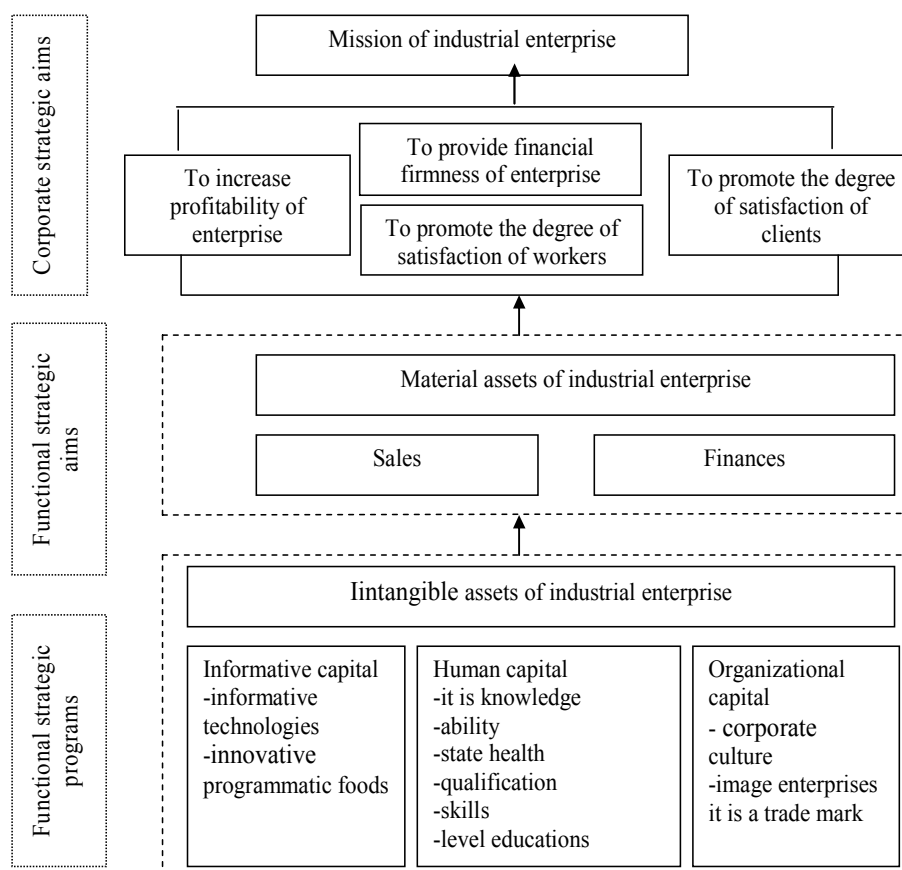 Corporate strategic aims
Mission of industrial enterprise
To increase
profitability of
enterprise
To provide financial
firmness of enterprise
To promote the degree of
satisfaction of workers
To promote the degree
of satisfaction of
clients
Functional strategic
aims
Material assets of industrial enterprise
Sales
Finances
Functional strategic
programs
Iintangible assets of industrial enterprise
Informative capital
-informative
technologies
-innovative
programmatic foods
Human capital
-it is knowledge
-ability
-state health
-qualification
-skills
-level educations
Organizational
capital
- corporate
culture
-image enterprises
it is a trade mark